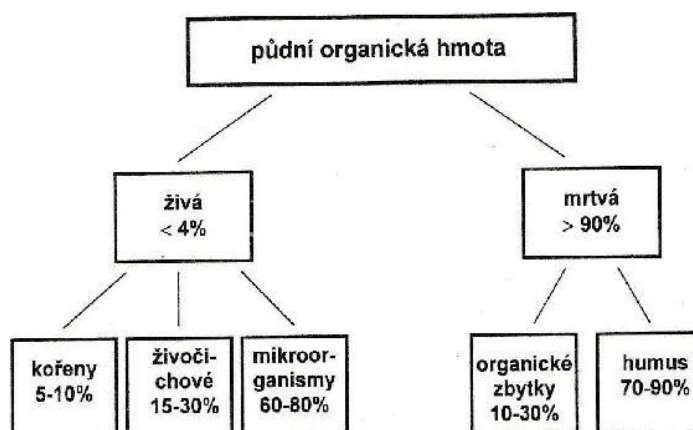 půdní organická hmota
živá
< 4%
mrtvá
> 90%
kořeny
5-10%
živoči-
chové
15-30%
mikroor-
ganismy
60-80%
organické
zbytky
10-30%
humus
70-90%